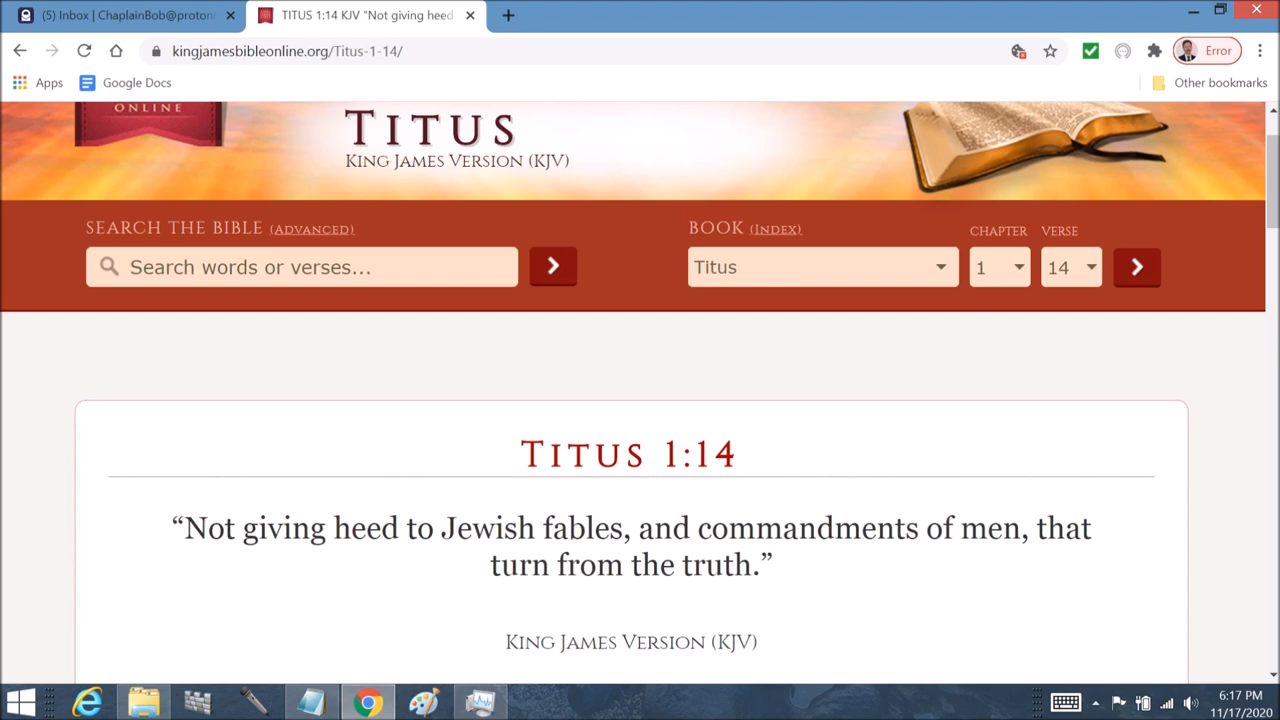 (5) Inbox | ChaplainBob@proton
TITUS 1:14 KJV "Not giving heed
kingjamesbibleonline.org/Titus-1-14/
Error
Apps
Google Docs
Other bookmarks
ONLINE
TITUS
KING JAMES VERSION (KJV)
SEARCH THE BIBLE (ADVANCED)
BOOK (INDEX)
CHAPTER
VERSE
Search words or verses...
Titus
1
14
TITUS 1:14
“Not giving heed to Jewish fables, and commandments of men, that
turn from the truth.”
KING JAMES VERSION (KJV)
6:17 PM
11/17/2020